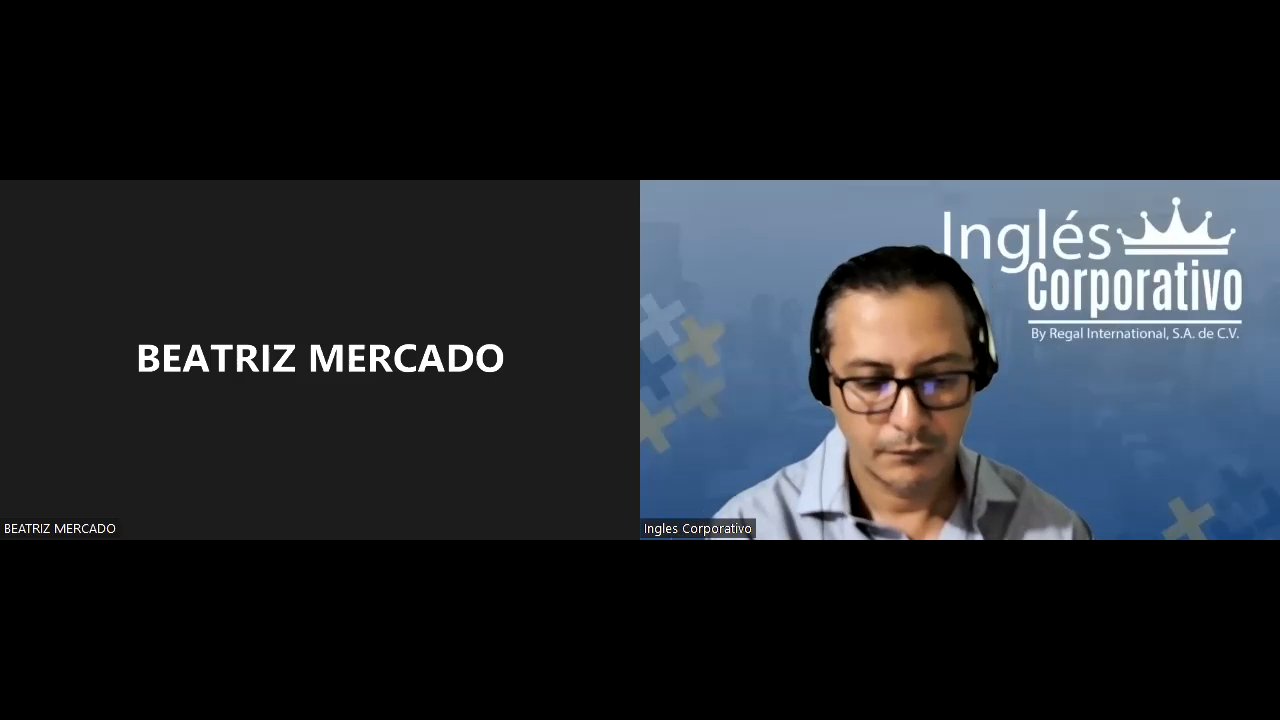 BEATRIZ MERCADO
BEATRIZ MERCADO
Inglés
Corporativo
By Regal International, S.A. de C.V.
Ingles Corporativo